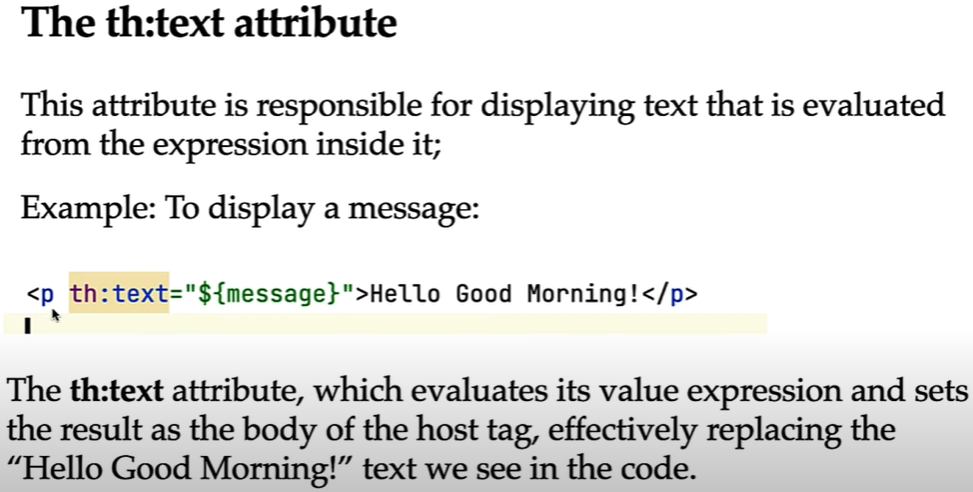 The th:text attribute
This attribute is responsible for displaying text that is evaluated
from the expression inside it;
Example: To display a message:
<p th:text="${message}">Hello Good Morning!</p>
The th:text attribute, which evaluates its value expression and sets
the result as the body of the host tag, effectively replacing the
“Hello Good Morning!” text we see in the code.